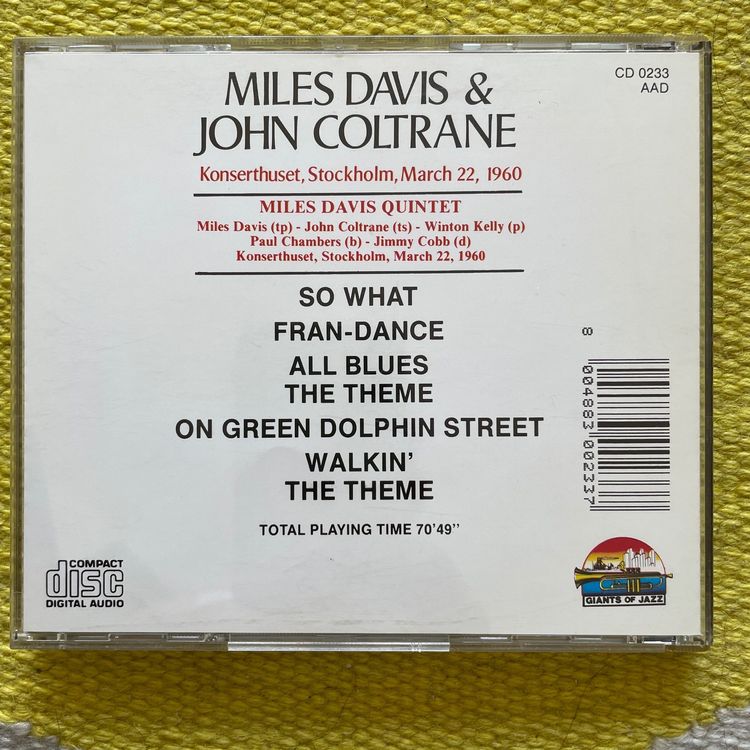 MILES DAVIS &
JOHN COLTRANE
CD 0233
AAD
Konserthuset, Stockholm, March 22, 1960
MILES DAVIS QUINTET
Miles Davis (tp) - John Coltrane (ts) - Winton Kelly (p)
Paul Chambers (b) - Jimmy Cobb (d)
Konserthuset, Stockholm, March 22, 1960
SO WHAT
FRAN-DANCE
ALL BLUES
THE THEME
ON GREEN DOLPHIN STREET
WALKIN'
THE THEME
TOTAL PLAYING TIME 70'49''
8 004883 002337
COMPACT
disc
DIGITAL AUDIO
GIANTS OF JAZZ